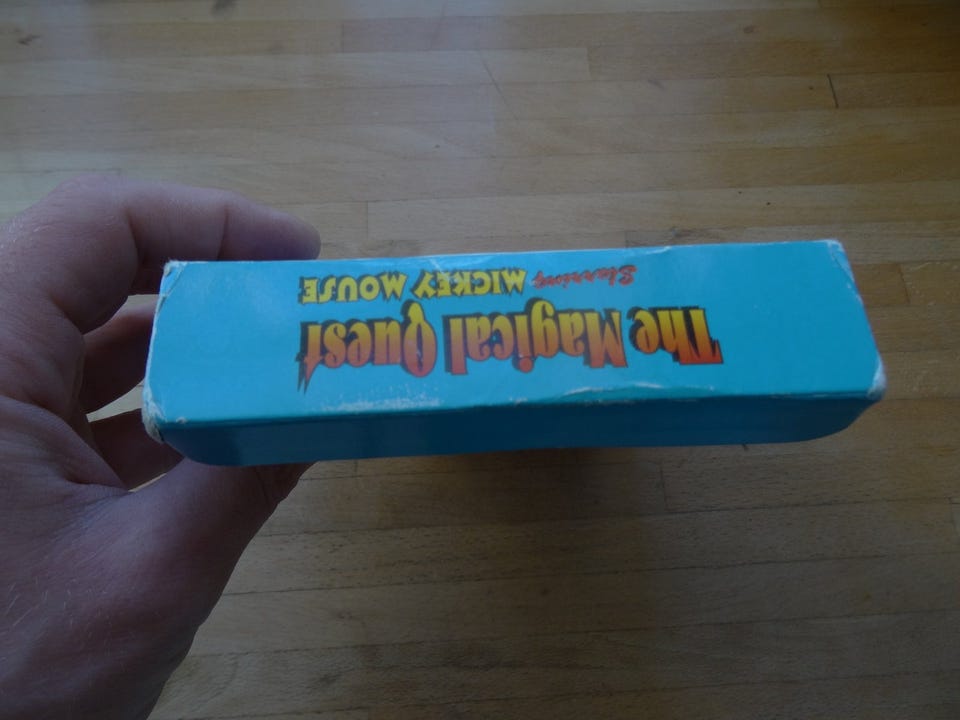 The Magical Quest
Starring MICKEY MOUSE